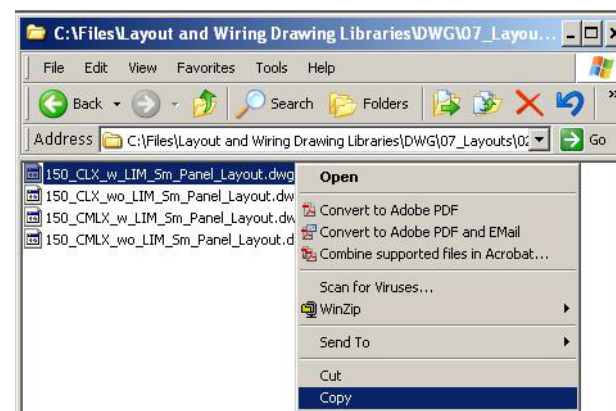 C:\Files\Layout and Wiring Drawing Libraries\DWG\07_Layou...
File Edit View Favorites Tools Help
Back Search Folders
Address C:\Files\Layout and Wiring Drawing Libraries\DWG\07_Layouts\02 Go
150_CLX_w_LIM_Sm_Panel_Layout.dwg
150_CLX_wo_LIM_Sm_Panel_Layout.dw
150_CMLX_w_LIM_Sm_Panel_Layout.dw
150_CMLX_wo_LIM_Sm_Panel_Layout.d
Open
Convert to Adobe PDF
Convert to Adobe PDF and EMail
Combine supported files in Acrobat...
Scan for Viruses...
WinZip
Send To
Cut
Copy